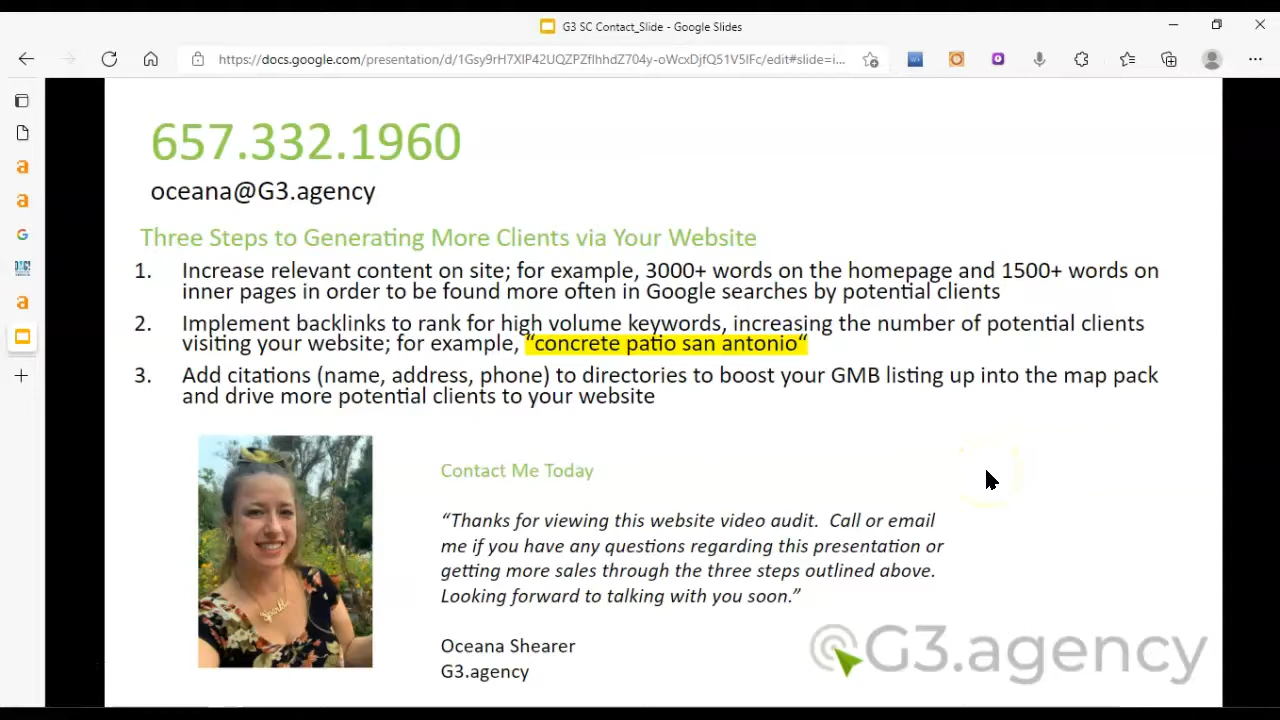 G3 SC Contact_Slide - Google Slides
https://docs.google.com/presentation/d/1Gsy9rH7XIP42UQZPZflhhdZ704y-oWcxDjfQ51V5IFc/edit#slide=i...
657.332.1960
oceana@G3.agency
Three Steps to Generating More Clients via Your Website
1. Increase relevant content on site; for example, 3000+ words on the homepage and 1500+ words on
inner pages in order to be found more often in Google searches by potential clients
2. Implement backlinks to rank for high volume keywords, increasing the number of potential clients
visiting your website; for example, “concrete patio san antonio“
3. Add citations (name, address, phone) to directories to boost your GMB listing up into the map pack
and drive more potential clients to your website
Contact Me Today
“Thanks for viewing this website video audit. Call or email
me if you have any questions regarding this presentation or
getting more sales through the three steps outlined above.
Looking forward to talking with you soon.”
Oceana Shearer
G3.agency
G3.agency